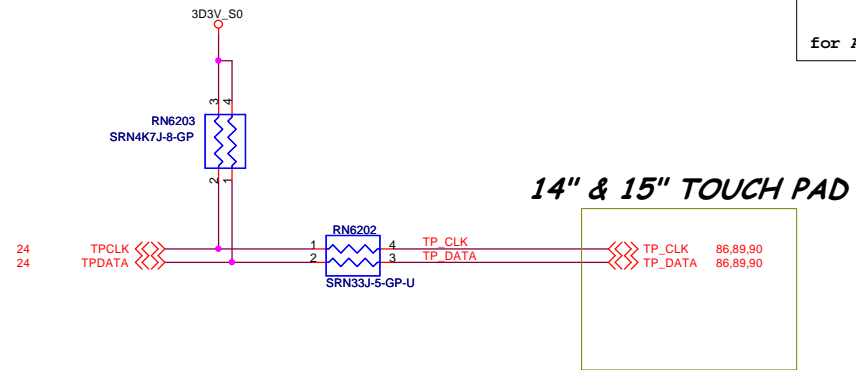 3D3V_S0
for A
3 4
RN6203
SRN4K7J-8-GP
2 1
14" & 15" TOUCH PAD
RN6202
24 TPCLK 1 4 TP_CLK TP_CLK 86,89,90
24 TPDATA 2 3 TP_DATA TP_DATA 86,89,90
SRN33J-5-GP-U